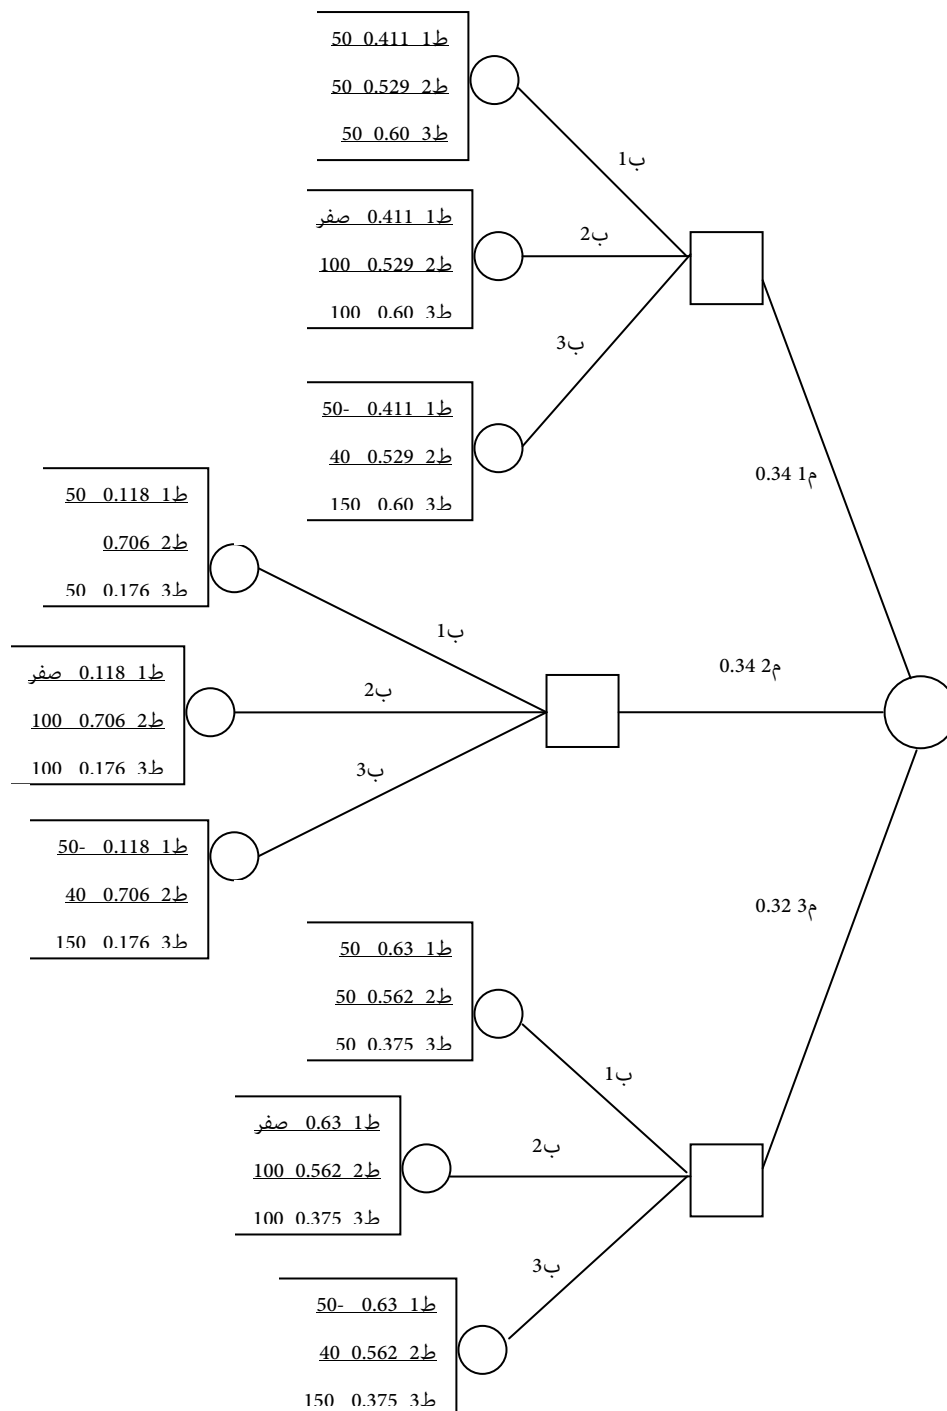 ط1 0.411 50
ط2 0.529 50
ط3 0.60 50
ب1
ط1 0.411 صفر
ط2 0.529 100
ط3 0.60 100
ب2
ب3
ط1 0.411 -50
ط2 0.529 40
ط3 0.60 150
م1 0.34
ط1 0.118 50
ط2 0.706
ط3 0.176 50
ب1
ط1 0.118 صفر
ط2 0.706 100
ط3 0.176 100
ب2
م2 0.34
ب3
ط1 0.118 -50
ط2 0.706 40
ط3 0.176 150
م3 0.32
ط1 0.63 50
ط2 0.562 50
ط3 0.375 50
ب1
ط1 0.63 صفر
ط2 0.562 100
ط3 0.375 100
ب2
ب3
ط1 0.63 -50
ط2 0.562 40
ط3 0.375 150